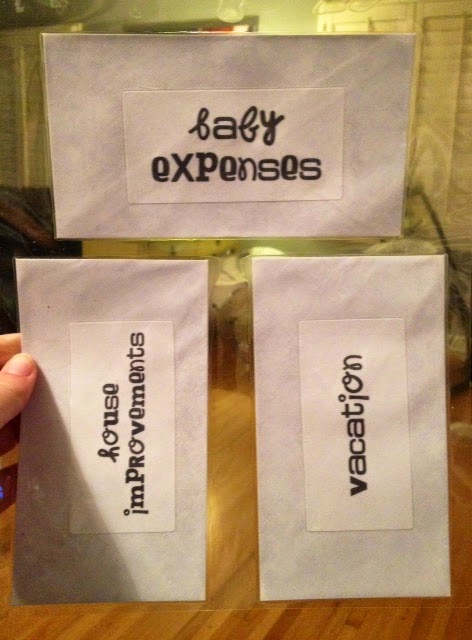 baby
expenses
house
improvements
vacation